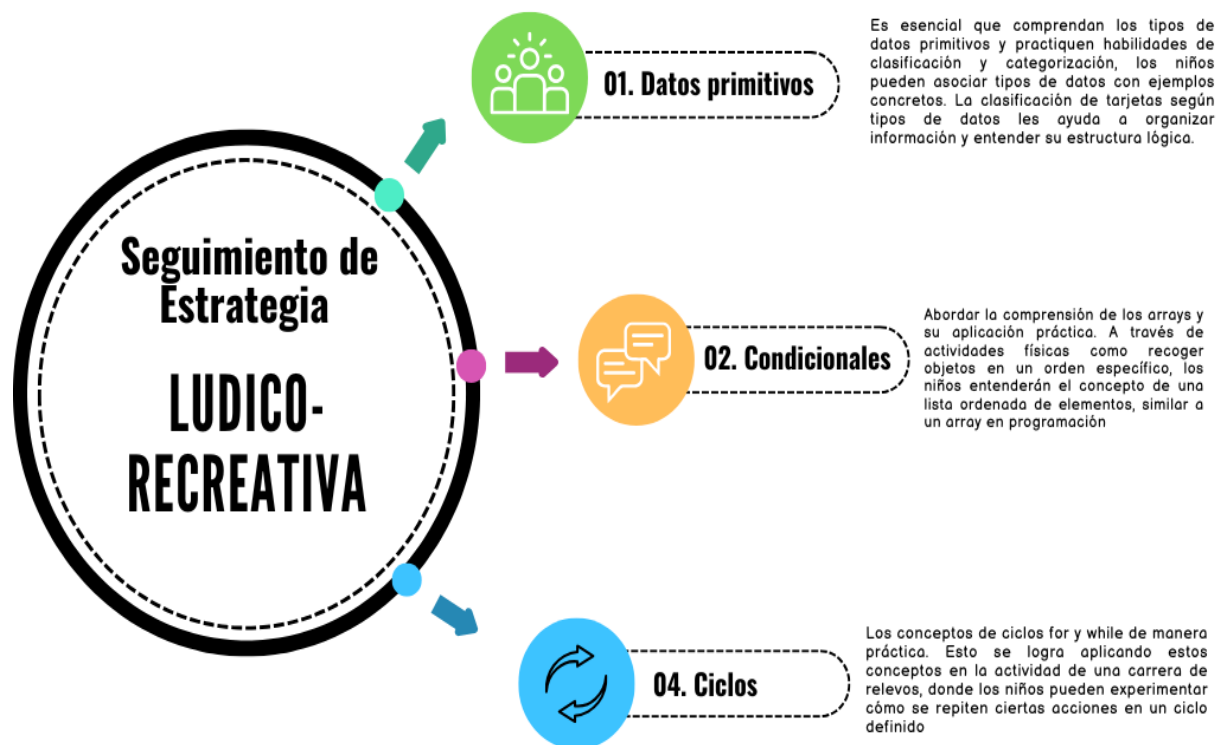 Seguimiento de
Estrategia
LUDICO-
RECREATIVA
01. Datos primitivos
Es esencial que comprendan los tipos de
datos primitivos y practiquen habilidades de
clasificación y categorización, los niños
pueden asociar tipos de datos con ejemplos
concretos. La clasificación de tarjetas según
tipos de datos les ayuda a organizar
información y entender su estructura lógica.
02. Condicionales
Abordar la comprensión de los arrays y
su aplicación práctica. A través de
actividades físicas como recoger
objetos en un orden específico, los
niños entenderán el concepto de una
lista ordenada de elementos, similar a
un array en programación
04. Ciclos
Los conceptos de ciclos for y while de manera
práctica. Esto se logra aplicando estos
conceptos en la actividad de una carrera de
relevos, donde los niños pueden experimentar
cómo se repiten ciertas acciones en un ciclo
definido